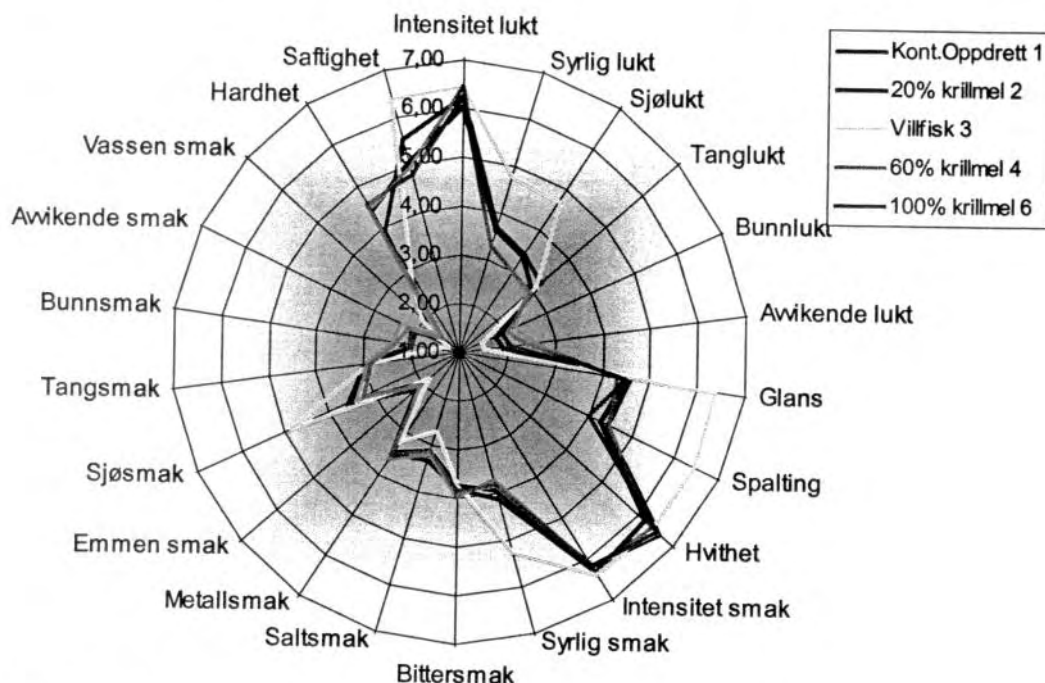 Intensitet lukt
Syrlig lukt
Sjølukt
Tanglukt
Bunnlukt
Avvikende lukt
Glans
Spalting
Hvithet
Intensitet smak
Syrlig smak
Bittersmak
Saltsmak
Metallsmak
Emmen smak
Sjøsmak
Tangsmak
Bunnsmak
Avvikende smak
Vassen smak
Hardhet
Saftighet
7,00
6,00
5,00
4,00
3,00
2,00
1,00
Kont.Oppdrett 1
20% krillmel 2
Villfisk 3
60% krillmel 4
100% krillmel 6